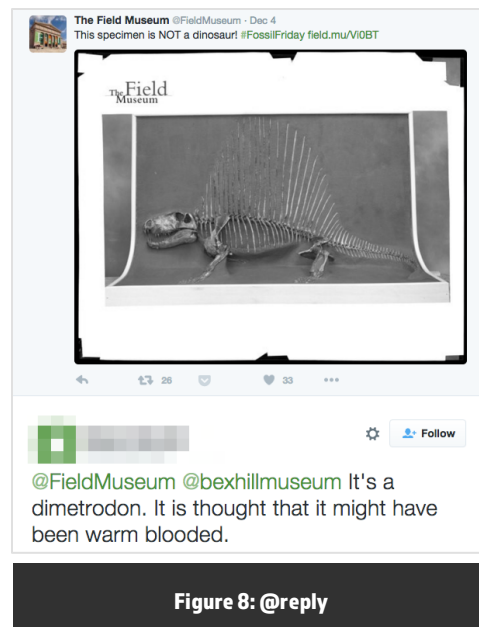 The Field Museum @FieldMuseum · Dec 4
This specimen is NOT a dinosaur! #FossilFriday field.mu/Vi0BT
The Field
Museum
26 33
Follow
@FieldMuseum @bexhillmuseum It's a
dimetrodon. It is thought that it might have
been warm blooded.
Figure 8: @reply